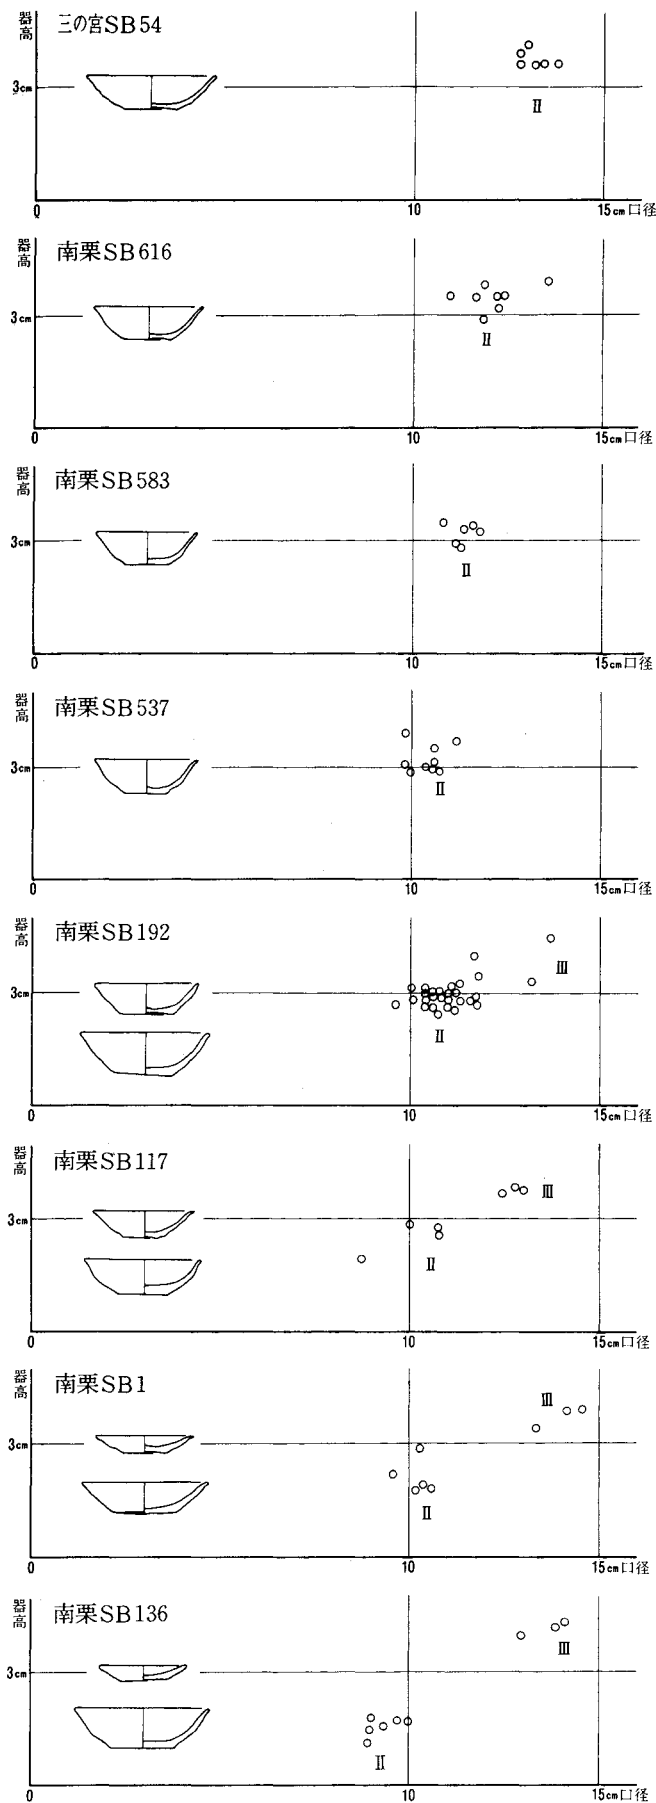 器高
三の宮SB54
3cm
Ⅱ
0 10 15cm口径
器高
南栗SB616
3cm
Ⅱ
0 10 15cm口径
器高
南栗SB583
3cm
Ⅱ
0 10 15cm口径
器高
南栗SB537
3cm
Ⅱ
0 10 15cm口径
器高
南栗SB192
Ⅲ
3cm
Ⅱ
0 10 15cm口径
器高
南栗SB117
Ⅲ
3cm
Ⅱ
0 10 15cm口径
器高
南栗SB1
Ⅲ
3cm
Ⅱ
0 10 15cm口径
器高
南栗SB136
Ⅲ
3cm
Ⅱ
0 10 15cm口径